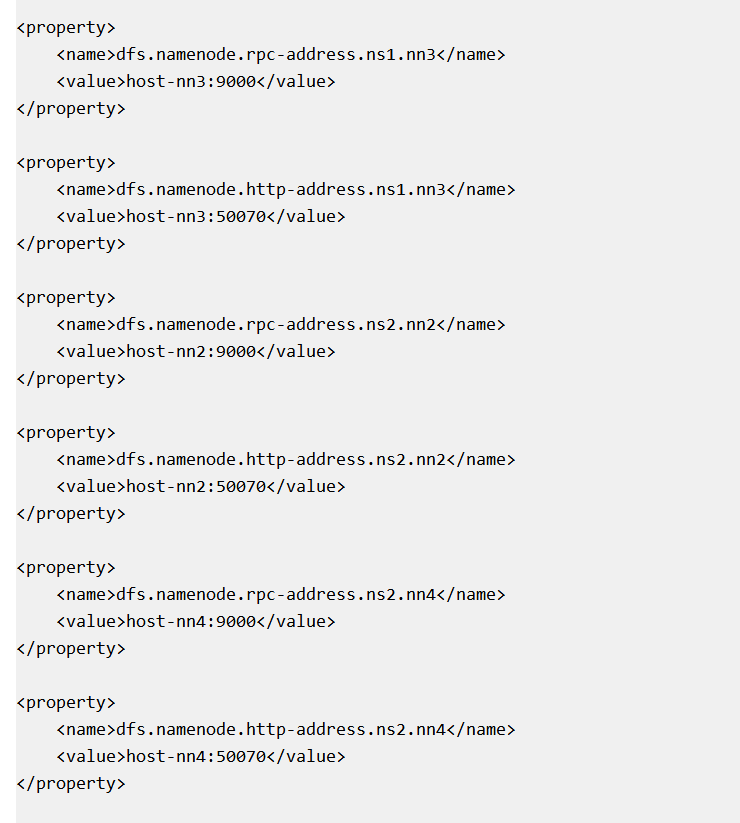 <property>
    <name>dfs.namenode.rpc-address.ns1.nn3</name>
    <value>host-nn3:9000</value>
</property>

<property>
    <name>dfs.namenode.http-address.ns1.nn3</name>
    <value>host-nn3:50070</value>
</property>

<property>
    <name>dfs.namenode.rpc-address.ns2.nn2</name>
    <value>host-nn2:9000</value>
</property>

<property>
    <name>dfs.namenode.http-address.ns2.nn2</name>
    <value>host-nn2:50070</value>
</property>

<property>
    <name>dfs.namenode.rpc-address.ns2.nn4</name>
    <value>host-nn4:9000</value>
</property>

<property>
    <name>dfs.namenode.http-address.ns2.nn4</name>
    <value>host-nn4:50070</value>
</property>